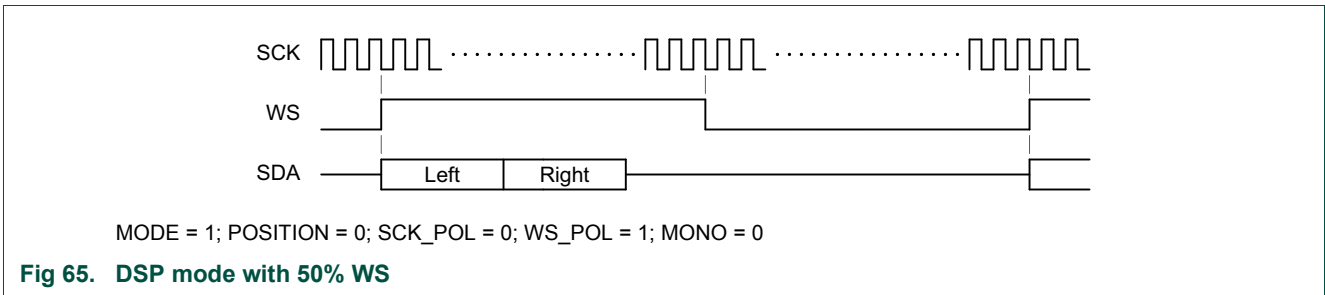 SCK
WS
SDA Left Right
MODE = 1; POSITION = 0; SCK_POL = 0; WS_POL = 1; MONO = 0
Fig 65. DSP mode with 50% WS